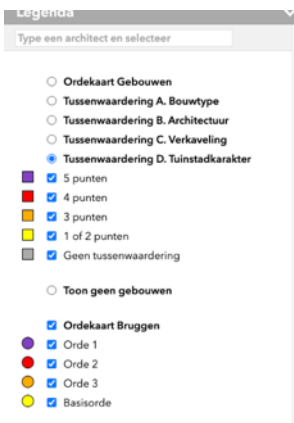 Legenda
Type een architect en selecteer
Ordekaart Gebouwen
Tussenwaardering A. Bouwtype
Tussenwaardering B. Architectuur
Tussenwaardering C. Verkaveling
Tussenwaardering D. Tuinstadkarakter
5 punten
4 punten
3 punten
1 of 2 punten
Geen tussenwaardering
Toon geen gebouwen
Ordekaart Bruggen
Orde 1
Orde 2
Orde 3
Basisorde